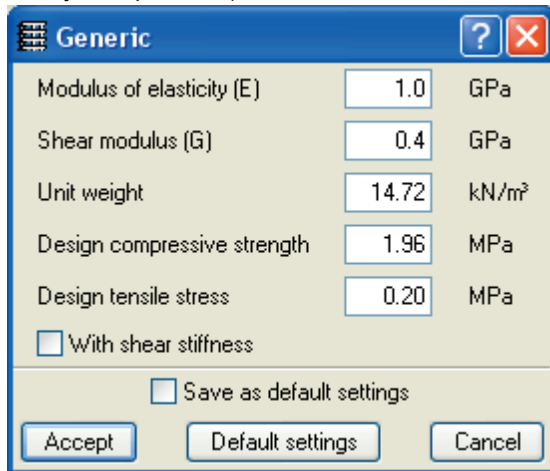 Generic
Modulus of elasticity (E) 1.0 GPa
Shear modulus (G) 0.4 GPa
Unit weight 14.72 kN/m³
Design compressive strength 1.96 MPa
Design tensile stress 0.20 MPa
With shear stiffness
Save as default settings
Accept Default settings Cancel